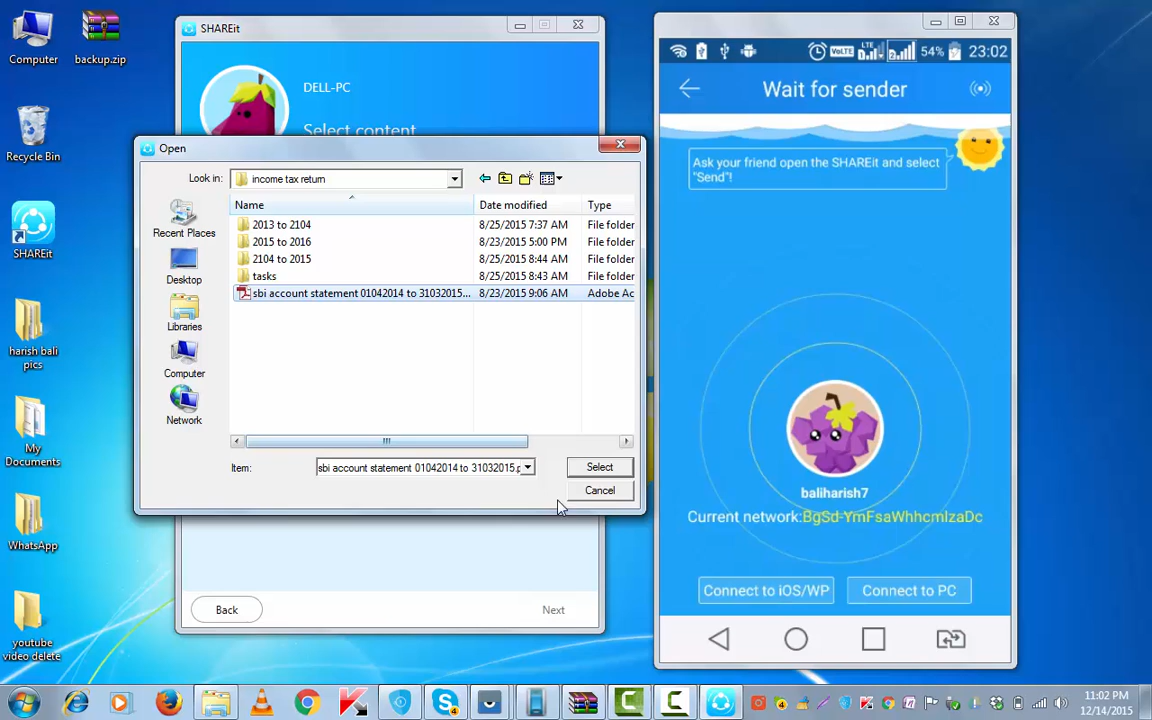 Computer
backup.zip
Recycle Bin
SHAREit
harish bali
pics
My
Documents
WhatsApp
youtube
video delete
SHAREit
DELL-PC
Select content
Open
Look in:
income tax return
Name
Date modified
Type
2013 to 2104
8/25/2015 7:37 AM
File folder
2015 to 2016
8/23/2015 5:00 PM
File folder
2104 to 2015
8/25/2015 8:44 AM
File folder
tasks
8/25/2015 8:43 AM
File folder
sbi account statement 01042014 to 31032015...
8/23/2015 9:06 AM
Adobe Ac
Recent Places
Desktop
Libraries
Computer
Network
Item:
sbi account statement 01042014 to 31032015.p
Select
Cancel
Back
Next
VoLTE
LTE
54%
23:02
Wait for sender
Ask your friend open the SHAREit and select
"Send"!
baliharish7
Current network:BgSd-YmFsaWhhcmlzaDc
Connect to iOS/WP
Connect to PC
11:02 PM
12/14/2015